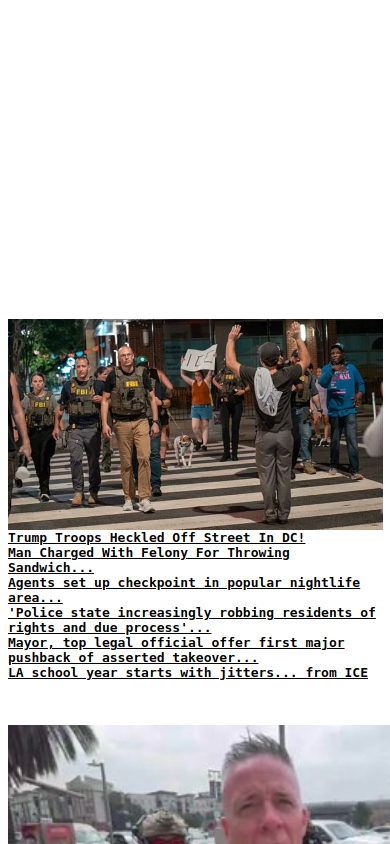 FBI
FBI
FBI
Trump Troops Heckled Off Street In DC!
Man Charged With Felony For Throwing
Sandwich...
Agents set up checkpoint in popular nightlife
area...
'Police state increasingly robbing residents of
rights and due process'...
Mayor, top legal official offer first major
pushback of asserted takeover...
LA school year starts with jitters... from ICE